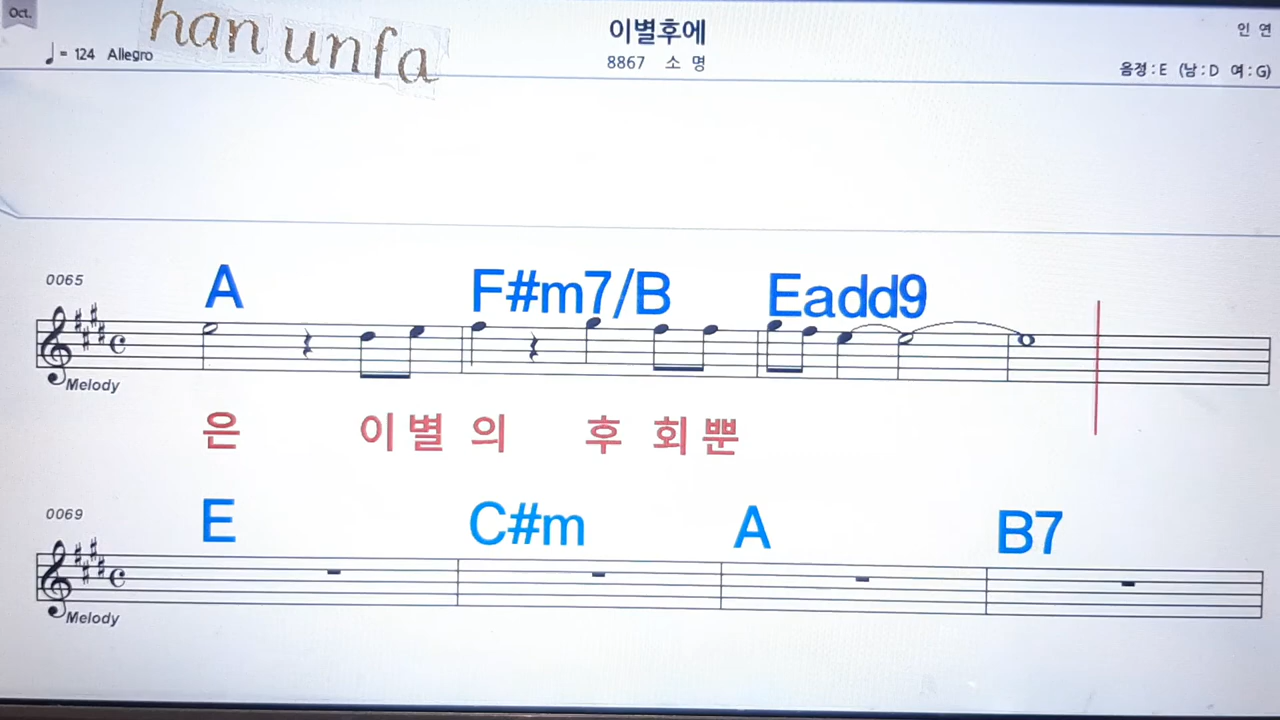 Oct.
han unfa
♩= 124 Allegro
이별후에
8867 소 명
인 연
음정:E (남:D 여:G)
0065
A F#m7/B Eadd9
Melody
은 이 별 의 후 회 뿐
0069
E C#m A B7
Melody